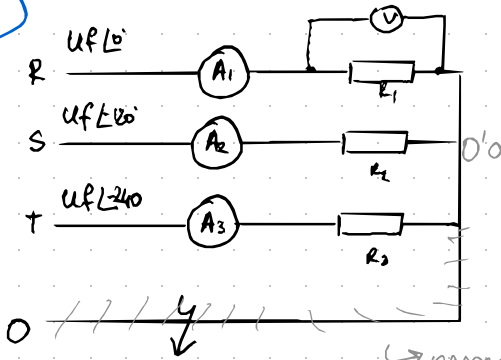 V
Uf∠0°
R A₁ R₁
Uf∠-120°
S A₂ R₂ O'O
Uf∠-240
T A₃ R₃
O